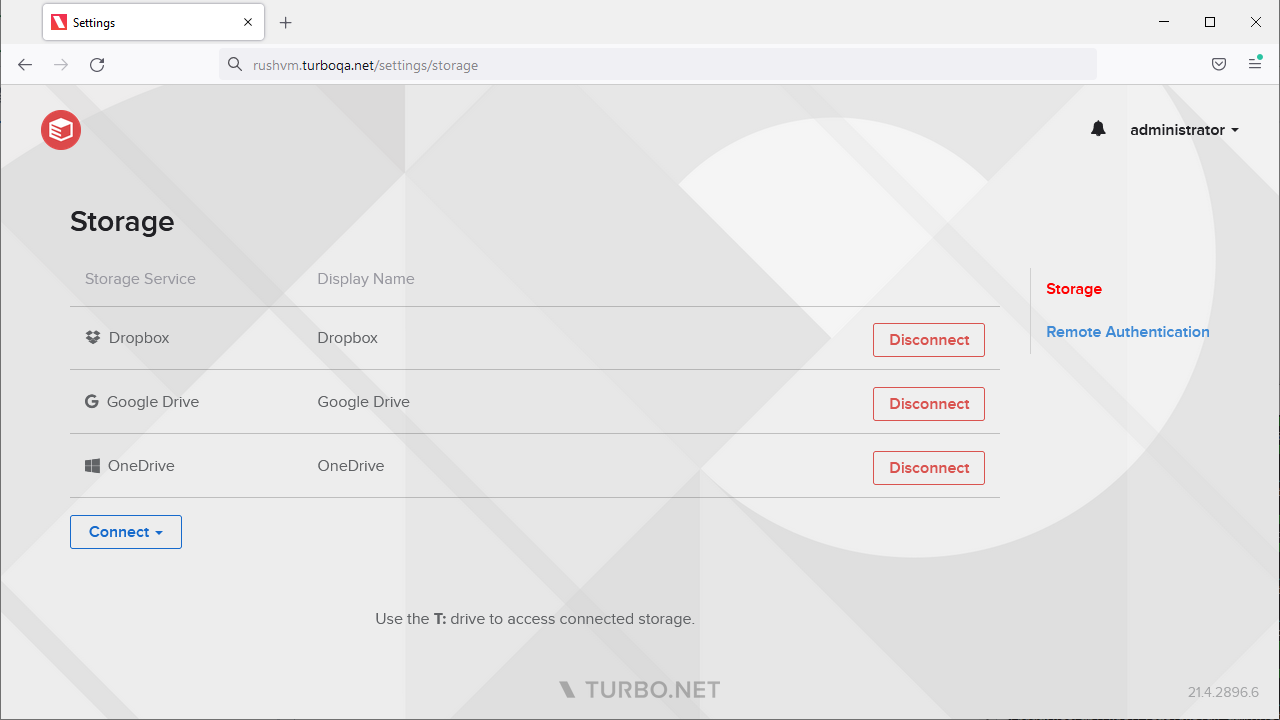 Settings
rushvm.turboqa.net/settings/storage
administrator
Storage
Storage Service Display Name
Storage
Dropbox Dropbox Disconnect
Remote Authentication
Google Drive Google Drive Disconnect
OneDrive OneDrive Disconnect
Connect
Use the T: drive to access connected storage.
TURBO.NET
21.4.2896.6